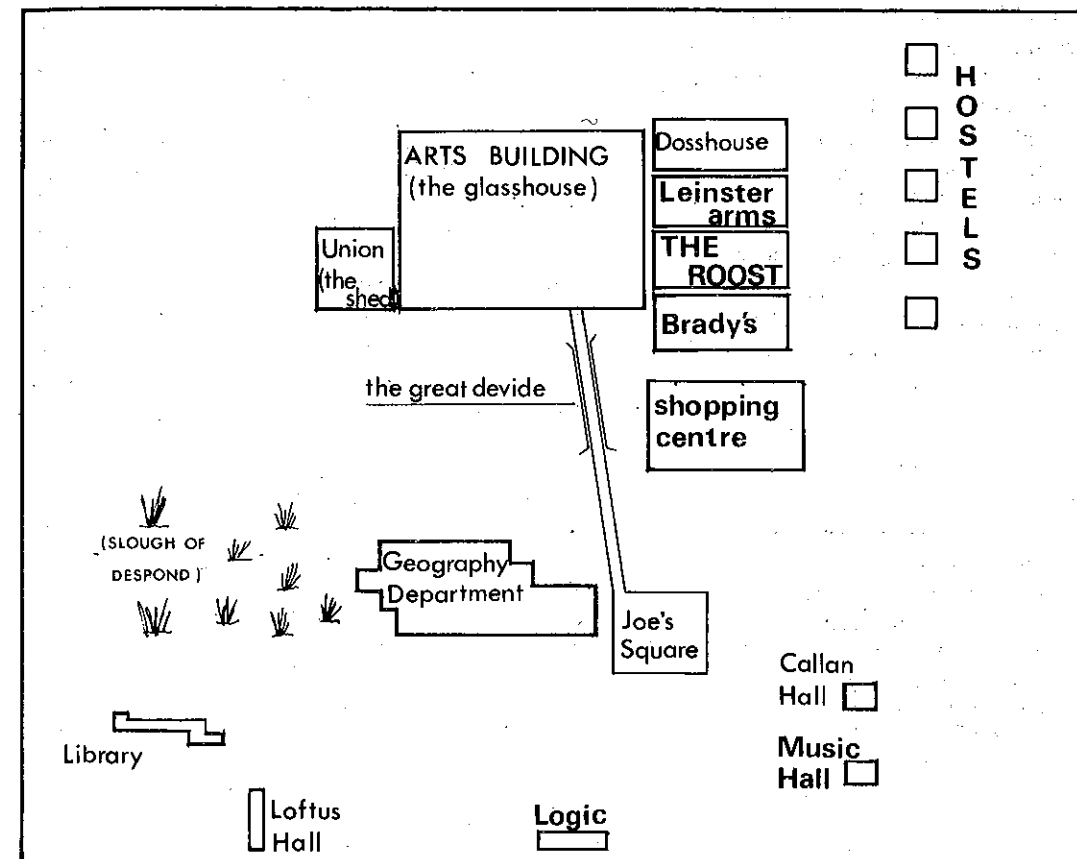 HOSTELS
ARTS BUILDING
(the glasshouse)
Dosshouse
Leinster
arms
THE
ROOST
Brady's
Union
(the
shed)
the great devide
shopping
centre
(SLOUGH OF
DESPOND)
Geography
Department
Joe's
Square
Callan
Hall
Music
Hall
Library
Loftus
Hall
Logic